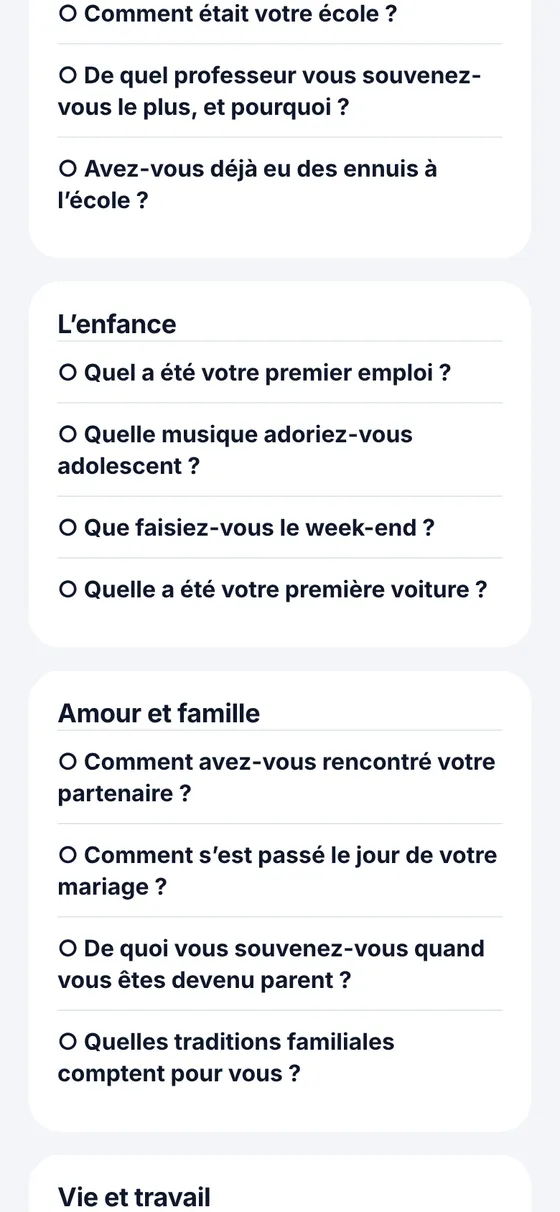 O Comment était votre école ?
O De quel professeur vous souvenez-
vous le plus, et pourquoi ?
O Avez-vous déjà eu des ennuis à
l’école ?
L’enfance
O Quel a été votre premier emploi ?
O Quelle musique adoriez-vous
adolescent ?
O Que faisiez-vous le week-end ?
O Quelle a été votre première voiture ?
Amour et famille
O Comment avez-vous rencontré votre
partenaire ?
O Comment s’est passé le jour de votre
mariage ?
O De quoi vous souvenez-vous quand
vous êtes devenu parent ?
O Quelles traditions familiales
comptent pour vous ?
Vie et travail